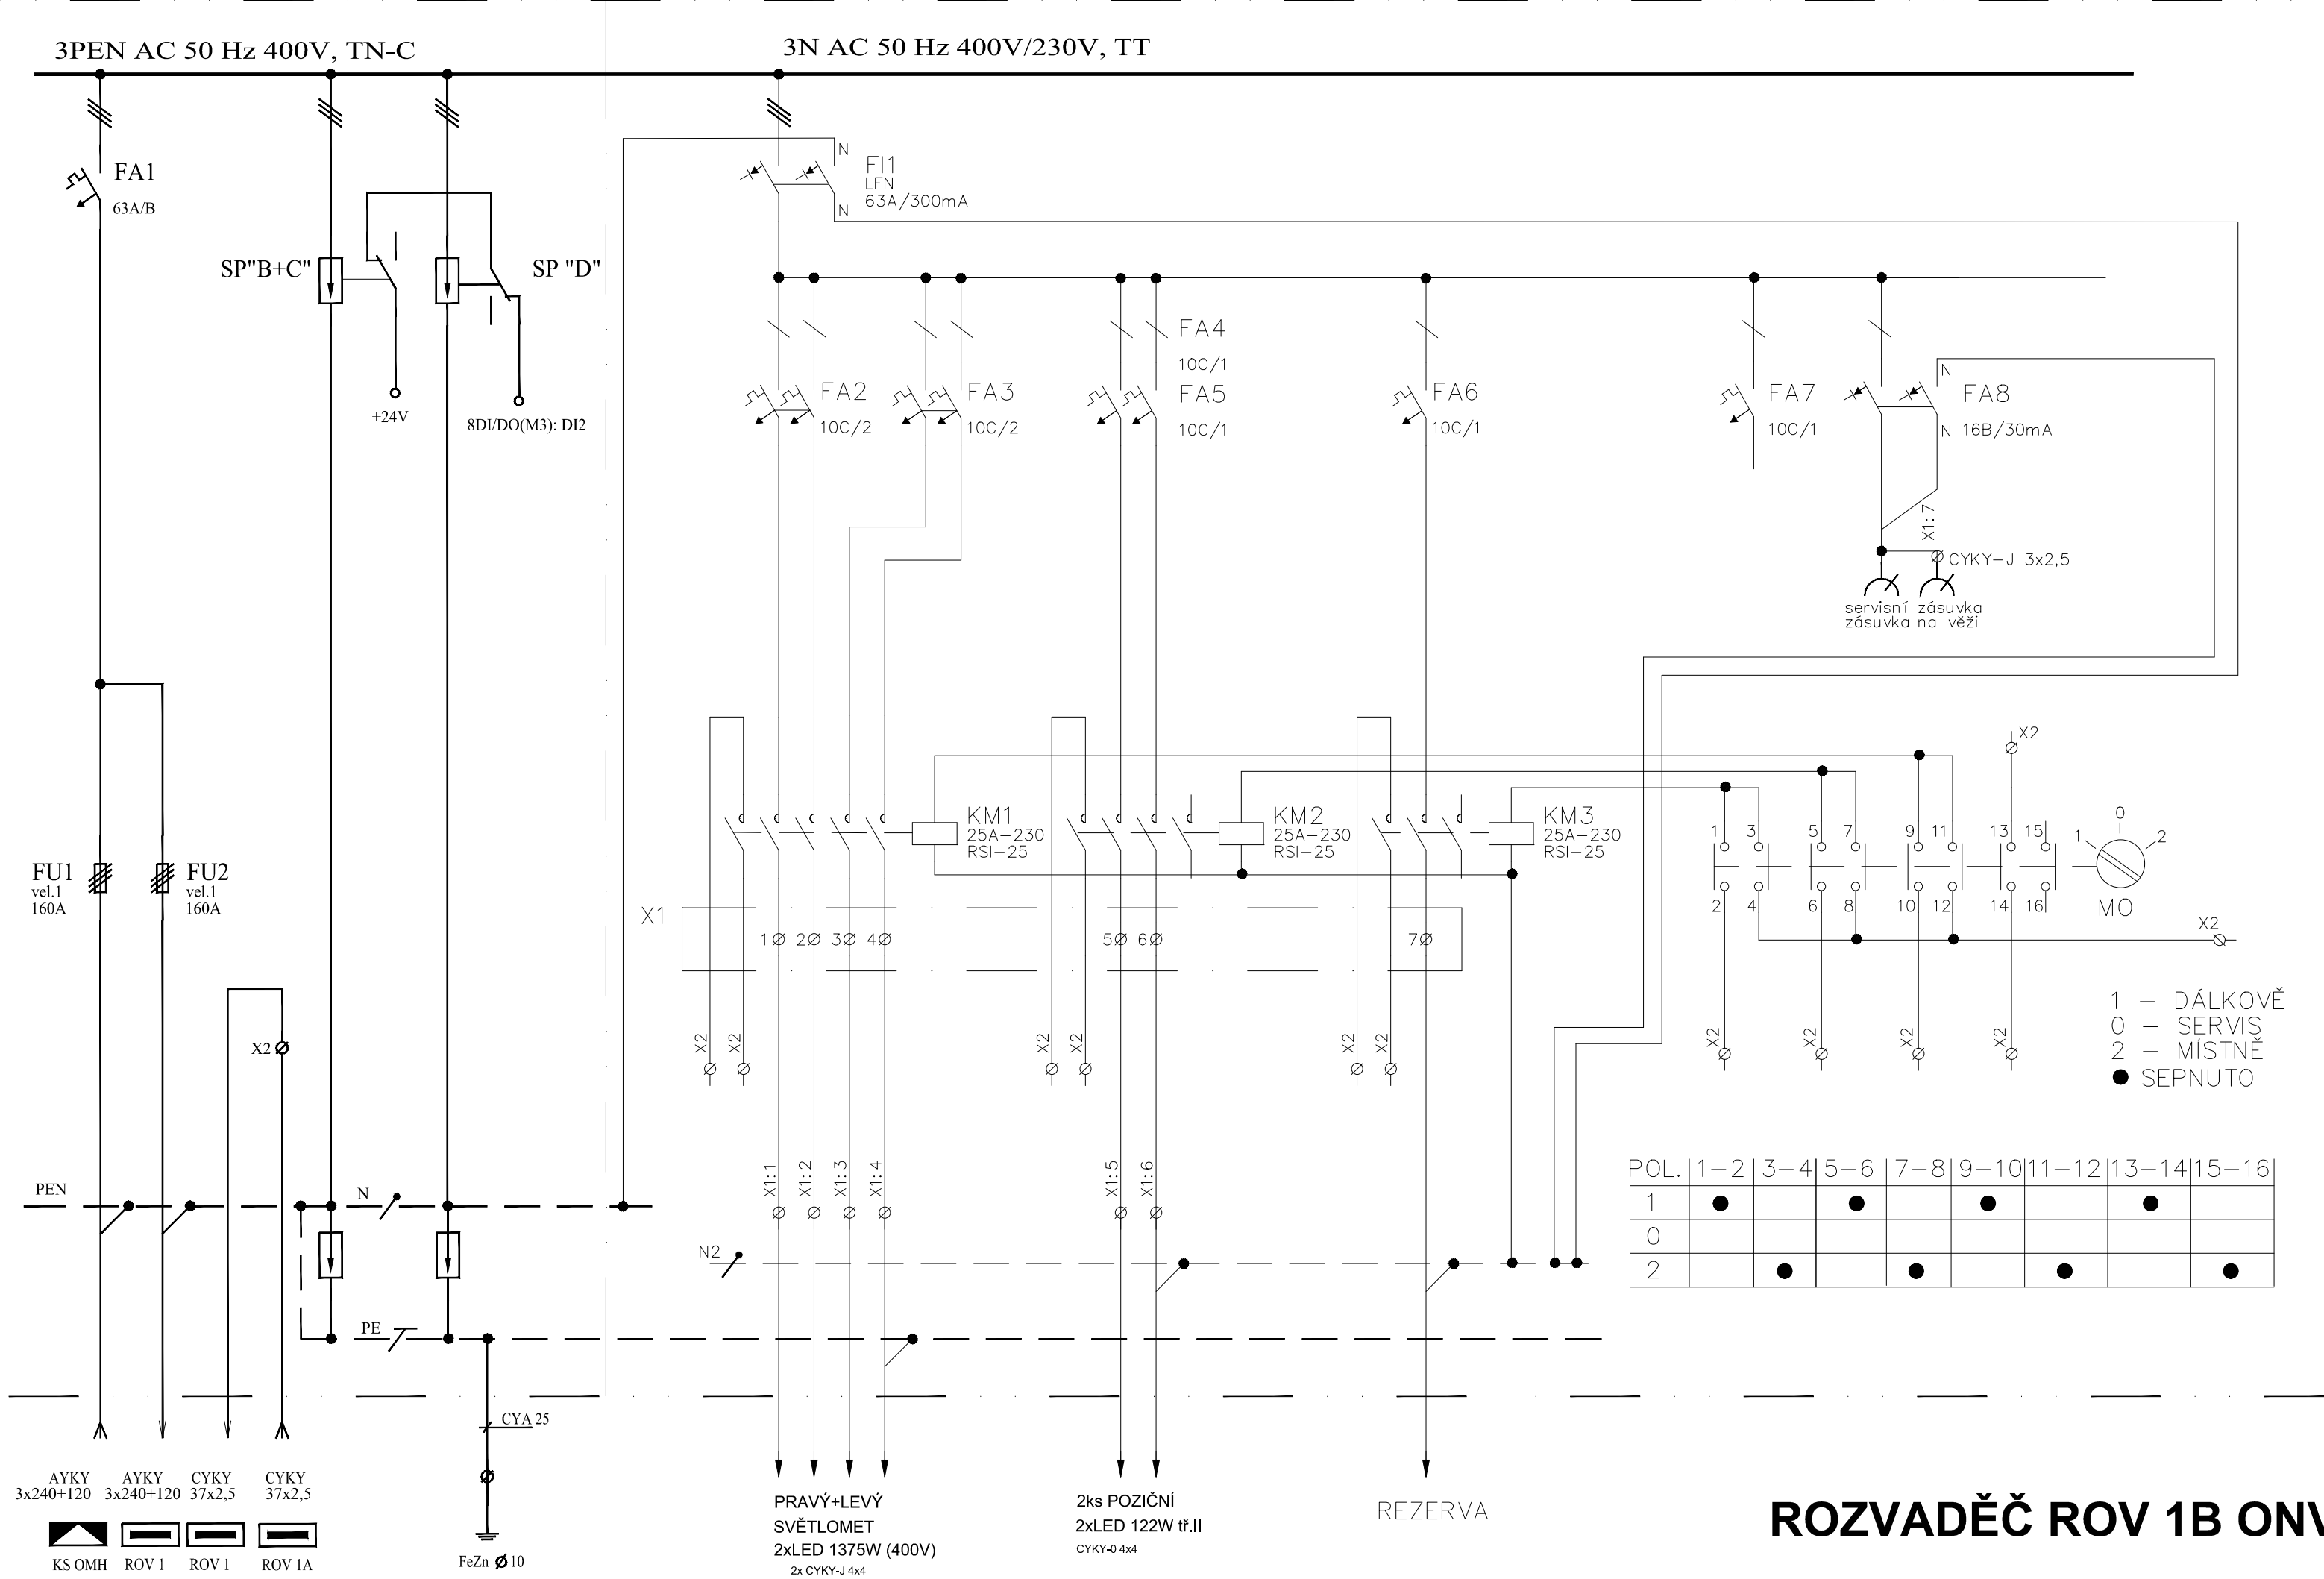 3PEN AC 50 Hz 400V, TN-C
3N AC 50 Hz 400V/230V, TT
FA1
63A/B
SP"B+C"
SP "D"
+24V
8DI/DO(M3): DI2
N
FI1
LFN
63A/300mA
N
FA2
10C/2
FA3
10C/2
FA4
10C/1
FA5
10C/1
FA6
10C/1
FA7
10C/1
N
FA8
N 16B/30mA
X1:7
CYKY-J 3x2,5
servisní zásuvka
zásuvka na věži
FU1
vel.1
160A
FU2
vel.1
160A
X2
KM1
25A-230
RSI-25
KM2
25A-230
RSI-25
KM3
25A-230
RSI-25
X2
1 3 5 7 9 11 13 15
2 4 6 8 10 12 14 16
1 0 2
MO
X2
X1
1 2 3 4 5 6 7
X2 X2 X2 X2 X2 X2
X2 X2 X2 X2
1 - DÁLKOVĚ
0 - SERVIS
2 - MÍSTNĚ
SEPNUTO
X1:1 X1:2 X1:3 X1:4 X1:5 X1:6
POL. 1-2 3-4 5-6 7-8 9-10 11-12 13-14 15-16
1
0
2
PEN
N
N2
PE
CYA 25
FeZn Ø 10
AYKY
3x240+120
AYKY
3x240+120
CYKY
37x2,5
CYKY
37x2,5
KS OMH
ROV 1
ROV 1
ROV 1A
PRAVÝ+LEVÝ
SVĚTLOMET
2xLED 1375W (400V)
2x CYKY-J 4x4
2ks POZIČNÍ
2xLED 122W tř.II
CYKY-0 4x4
REZERVA
ROZVADĚČ ROV 1B ONV